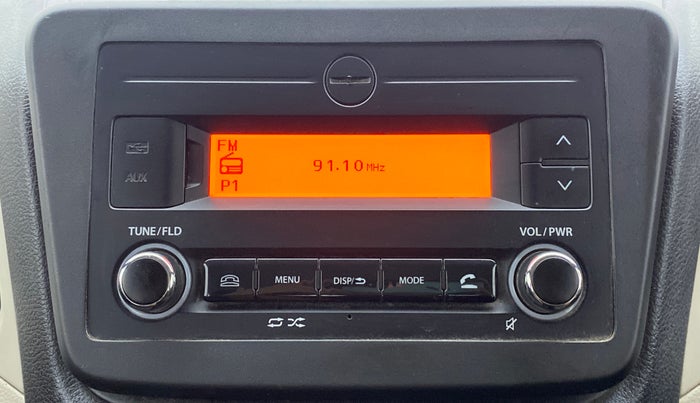 FM
91.10 MHz
P1
AUX
TUNE/FLD
VOL/PWR
MENU
DISP/
MODE